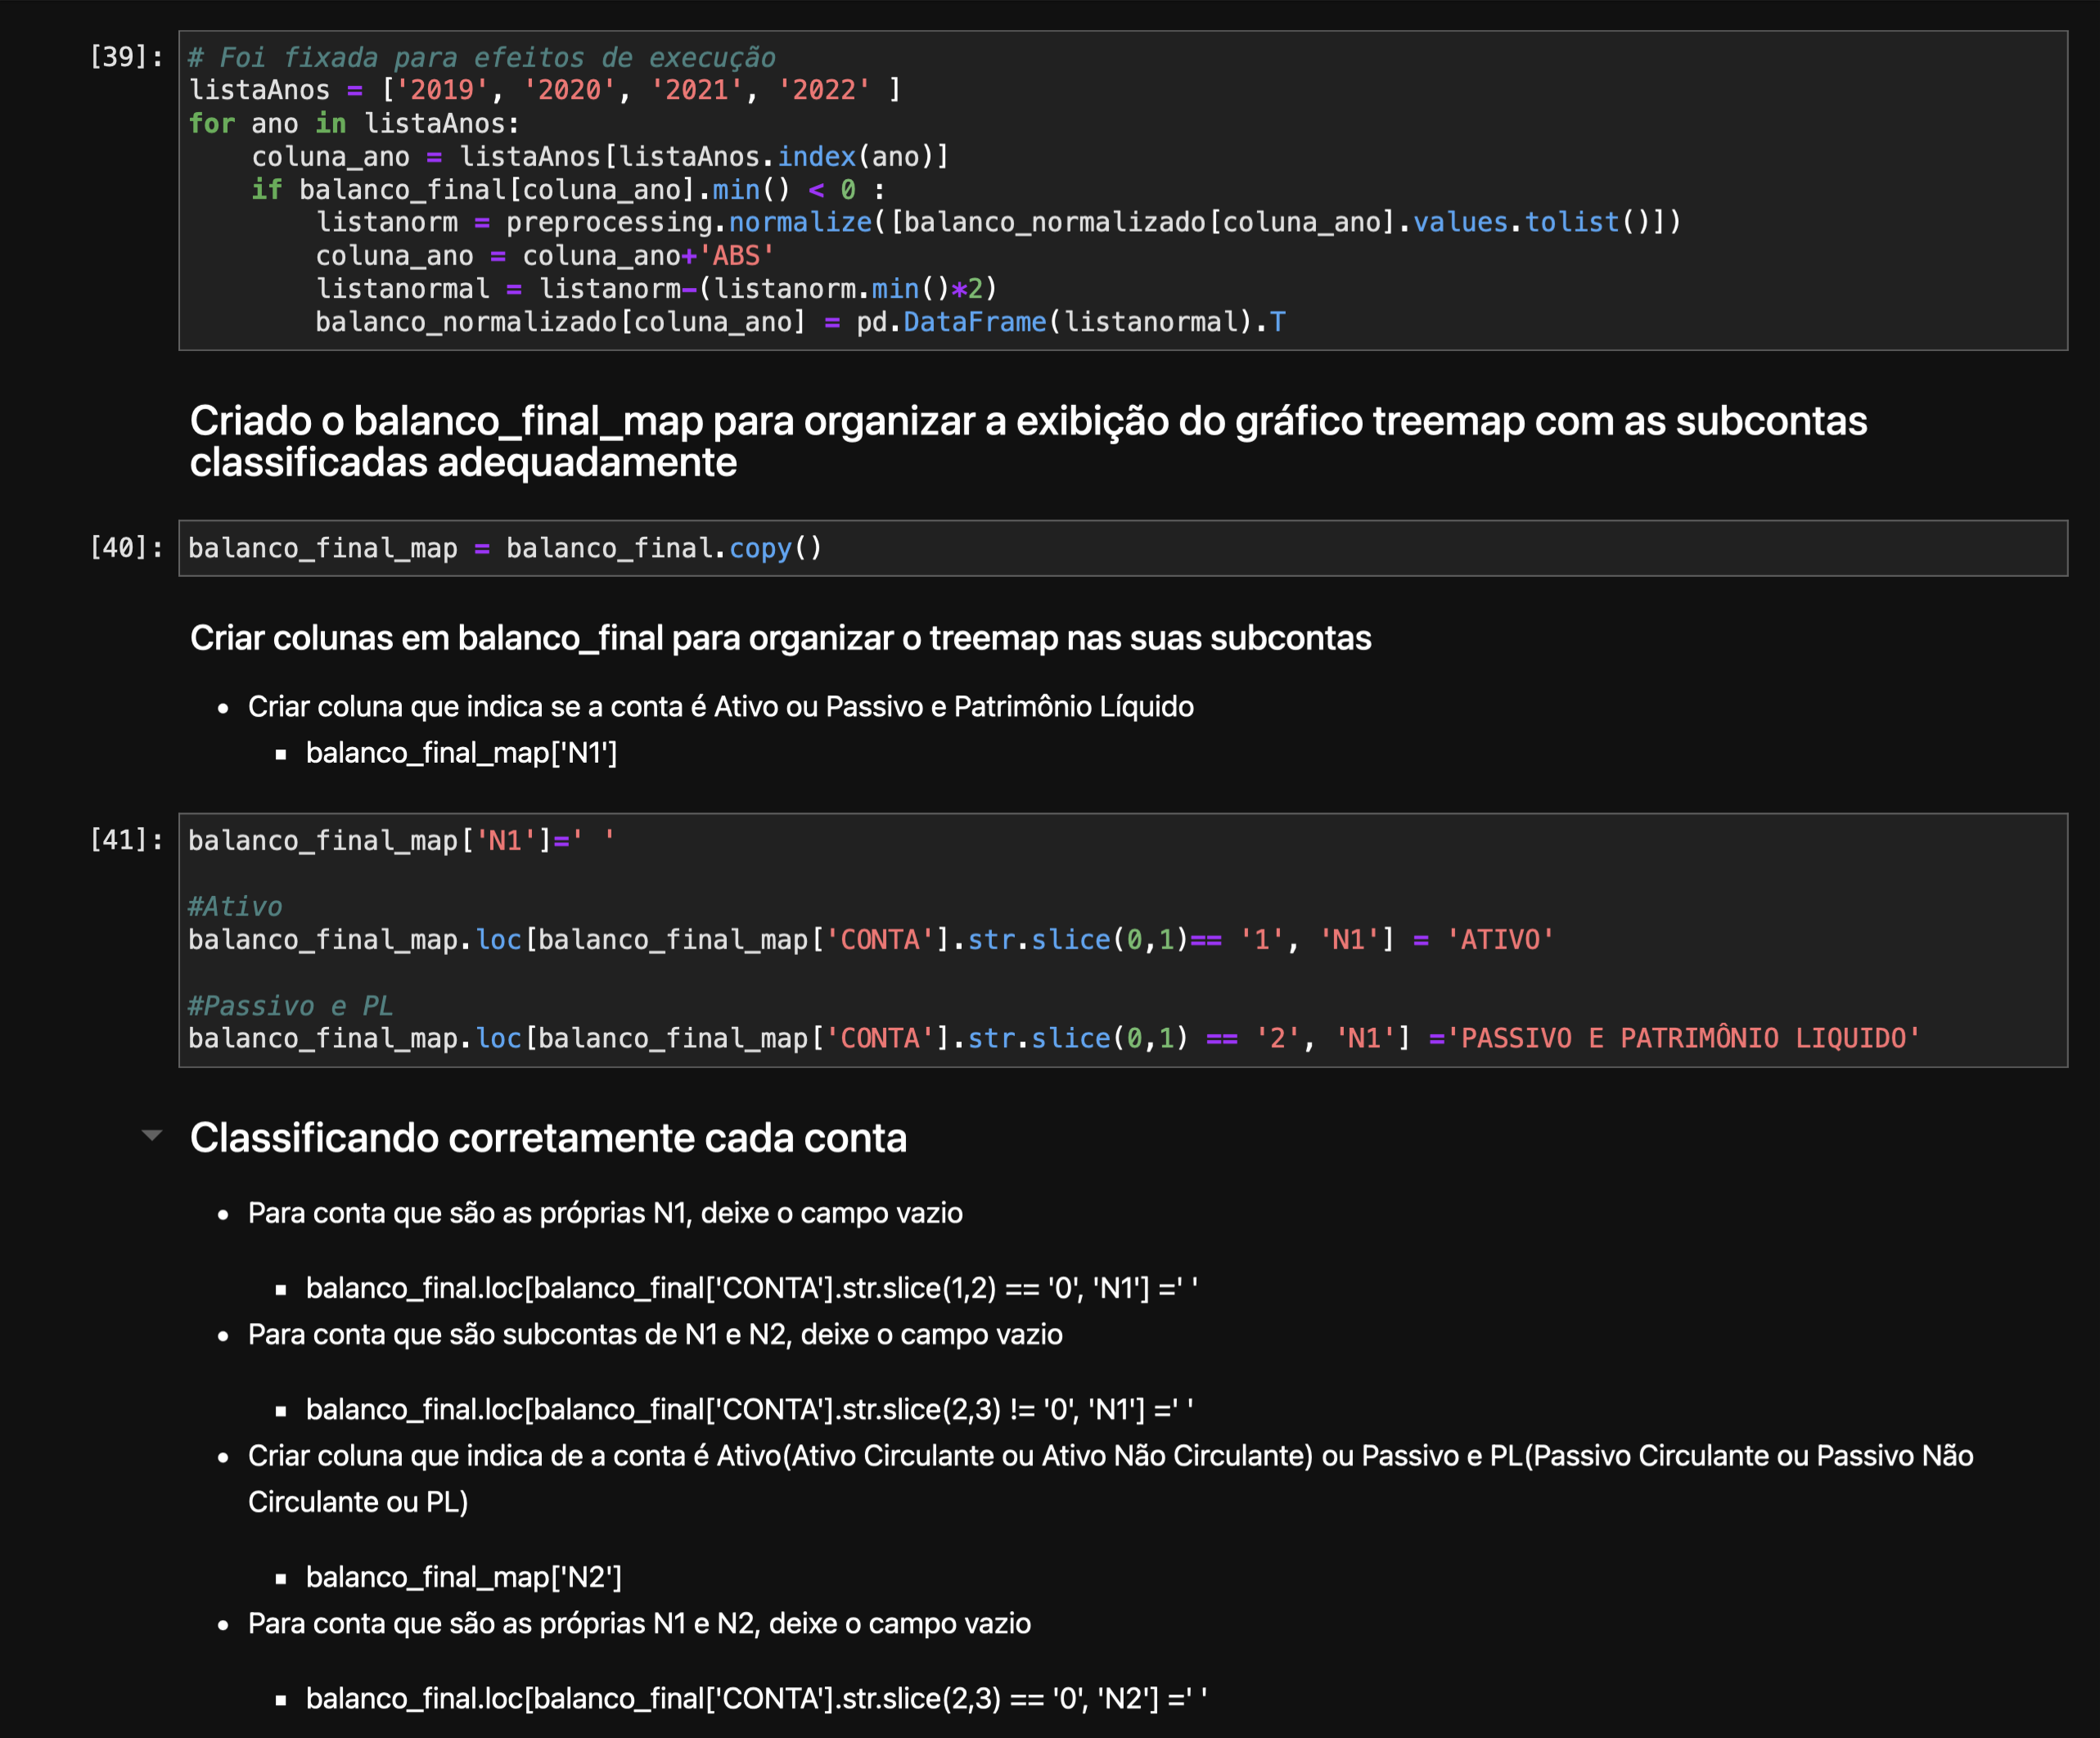 [39]:
# Foi fixada para efeitos de execução
listaAnos = ['2019', '2020', '2021', '2022' ]
for ano in listaAnos:
    coluna_ano = listaAnos[listaAnos.index(ano)]
    if balanco_final[coluna_ano].min() < 0 :
        listanorm = preprocessing.normalize([balanco_normalizado[coluna_ano].values.tolist()])
        coluna_ano = coluna_ano+'ABS'
        listanormal = listanorm-(listanorm.min()*2)
        balanco_normalizado[coluna_ano] = pd.DataFrame(listanormal).T
Criado o balanco_final_map para organizar a exibição do gráfico treemap com as subcontas
classificadas adequadamente
[40]:
balanco_final_map = balanco_final.copy()
Criar colunas em balanco_final para organizar o treemap nas suas subcontas
• Criar coluna que indica se a conta é Ativo ou Passivo e Patrimônio Líquido
▪ balanco_final_map['N1']
[41]:
balanco_final_map['N1']=' '
#Ativo
balanco_final_map.loc[balanco_final_map['CONTA'].str.slice(0,1)== '1', 'N1'] = 'ATIVO'
#Passivo e PL
balanco_final_map.loc[balanco_final_map['CONTA'].str.slice(0,1) == '2', 'N1'] ='PASSIVO E PATRIMÔNIO LIQUIDO'
Classificando corretamente cada conta
• Para conta que são as próprias N1, deixe o campo vazio
▪ balanco_final.loc[balanco_final['CONTA'].str.slice(1,2) == '0', 'N1'] =' '
• Para conta que são subcontas de N1 e N2, deixe o campo vazio
▪ balanco_final.loc[balanco_final['CONTA'].str.slice(2,3) != '0', 'N1'] =' '
• Criar coluna que indica de a conta é Ativo(Ativo Circulante ou Ativo Não Circulante) ou Passivo e PL(Passivo Circulante ou Passivo Não
Circulante ou PL)
▪ balanco_final_map['N2']
• Para conta que são as próprias N1 e N2, deixe o campo vazio
▪ balanco_final.loc[balanco_final['CONTA'].str.slice(2,3) == '0', 'N2'] =' '